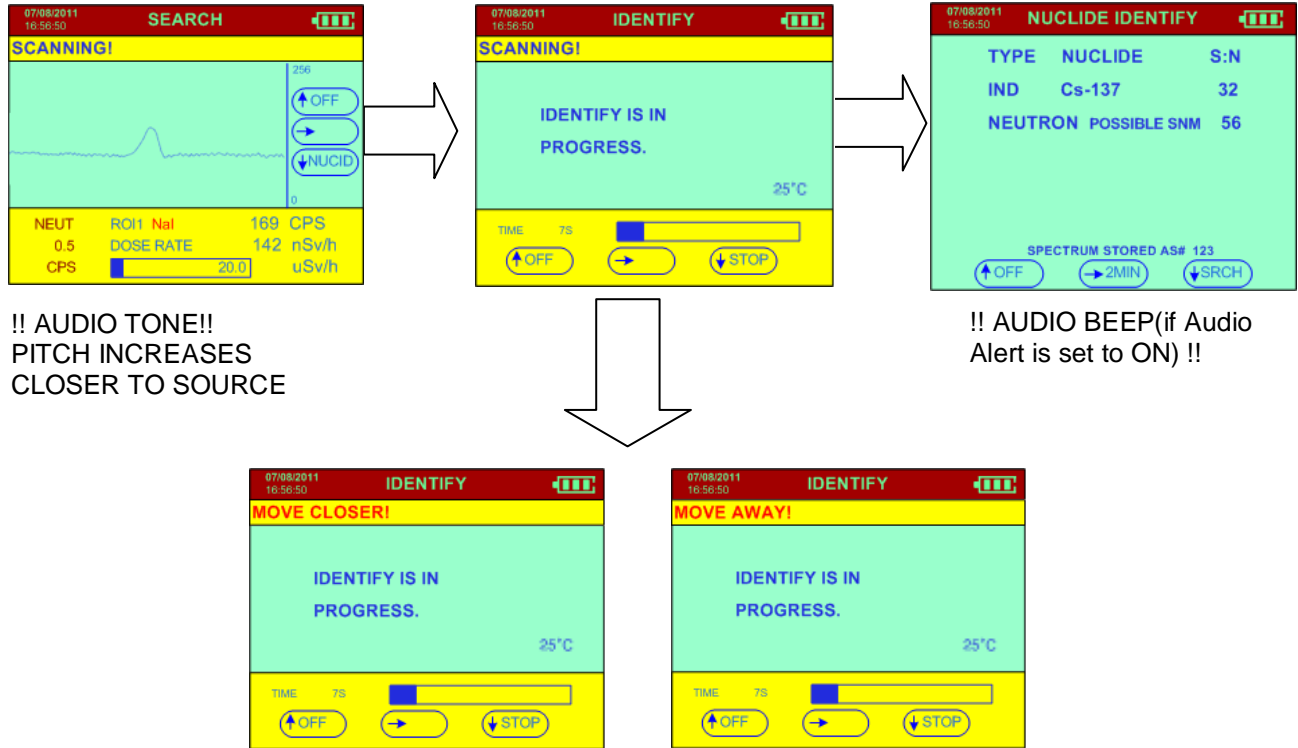 07/08/2011
16:56:50
SEARCH
SCANNING!
256
↑ OFF
→
↓NUCID
0
NEUT ROI1 NaI 169 CPS
0.5 DOSE RATE 142 nSv/h
CPS 20.0 uSv/h
!! AUDIO TONE!!
PITCH INCREASES
CLOSER TO SOURCE
07/08/2011
16:56:50
IDENTIFY
SCANNING!
IDENTIFY IS IN
PROGRESS.
25°C
TIME 7S
↑ OFF → ↓ STOP
07/08/2011
16:56:50
NUCLIDE IDENTIFY
TYPE NUCLIDE S:N
IND Cs-137 32
NEUTRON POSSIBLE SNM 56
SPECTRUM STORED AS# 123
↑ OFF → 2MIN ↓SRCH
!! AUDIO BEEP(if Audio
Alert is set to ON) !!
07/08/2011
16:56:50
IDENTIFY
MOVE CLOSER!
IDENTIFY IS IN
PROGRESS.
25°C
TIME 7S
↑ OFF → ↓ STOP
07/08/2011
16:56:50
IDENTIFY
MOVE AWAY!
IDENTIFY IS IN
PROGRESS.
25°C
TIME 7S
↑ OFF → ↓ STOP